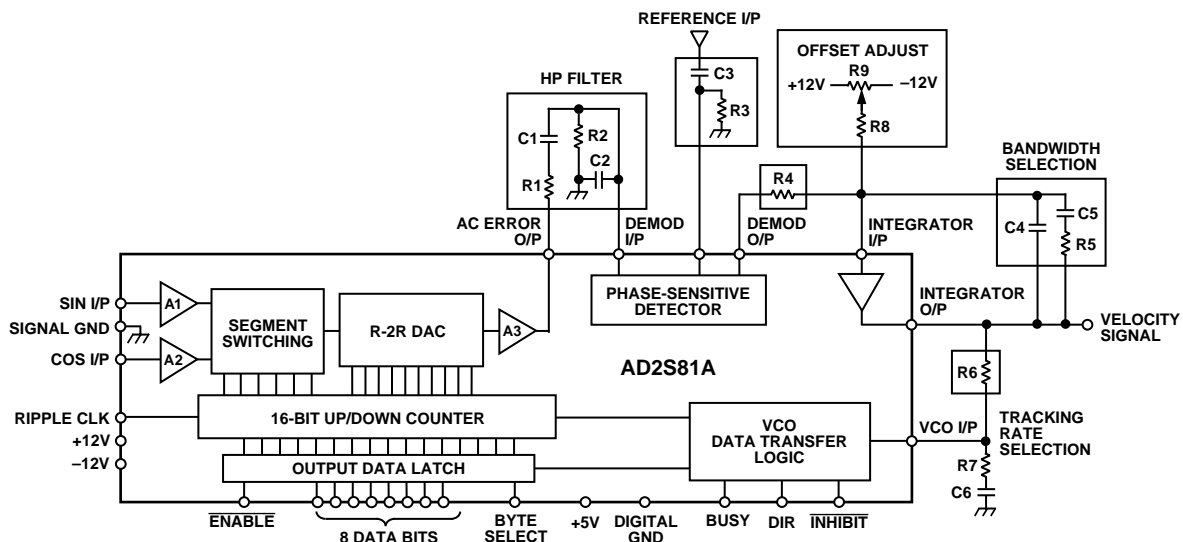 REFERENCE I/P
OFFSET ADJUST
R9
+12V
–12V
R8
HP FILTER
C3
R3
C1
R2
C2
R1
BANDWIDTH
SELECTION
R4
C4
C5
R5
AC ERROR
O/P
DEMOD
I/P
DEMOD
O/P
INTEGRATOR
I/P
SIN I/P
A1
SIGNAL GND
COS I/P
A2
SEGMENT
SWITCHING
R-2R DAC
A3
PHASE-SENSITIVE
DETECTOR
INTEGRATOR
O/P
VELOCITY
SIGNAL
AD2S81A
R6
RIPPLE CLK
16-BIT UP/DOWN COUNTER
+12V
–12V
OUTPUT DATA LATCH
VCO
DATA TRANSFER
LOGIC
VCO I/P
TRACKING
RATE
SELECTION
R7
C6
ENABLE
8 DATA BITS
BYTE
SELECT
+5V
DIGITAL
GND
BUSY
DIR
INHIBIT